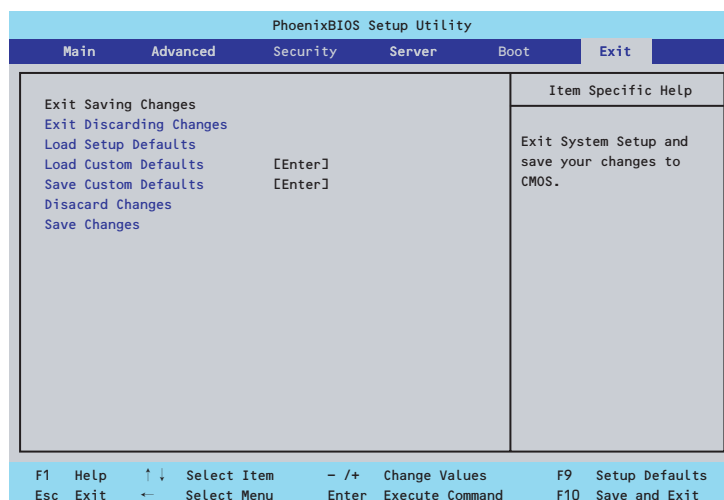 PhoenixBIOS Setup Utility
Main Advanced Security Server Boot Exit
Item Specific Help
Exit Saving Changes
Exit Discarding Changes
Load Setup Defaults
Load Custom Defaults [Enter]
Save Custom Defaults [Enter]
Disacard Changes
Save Changes
Exit System Setup and
save your changes to
CMOS.
F1 Help ↑↓ Select Item – /+ Change Values F9 Setup Defaults
Esc Exit ← Select Menu Enter Execute Command F10 Save and Exit